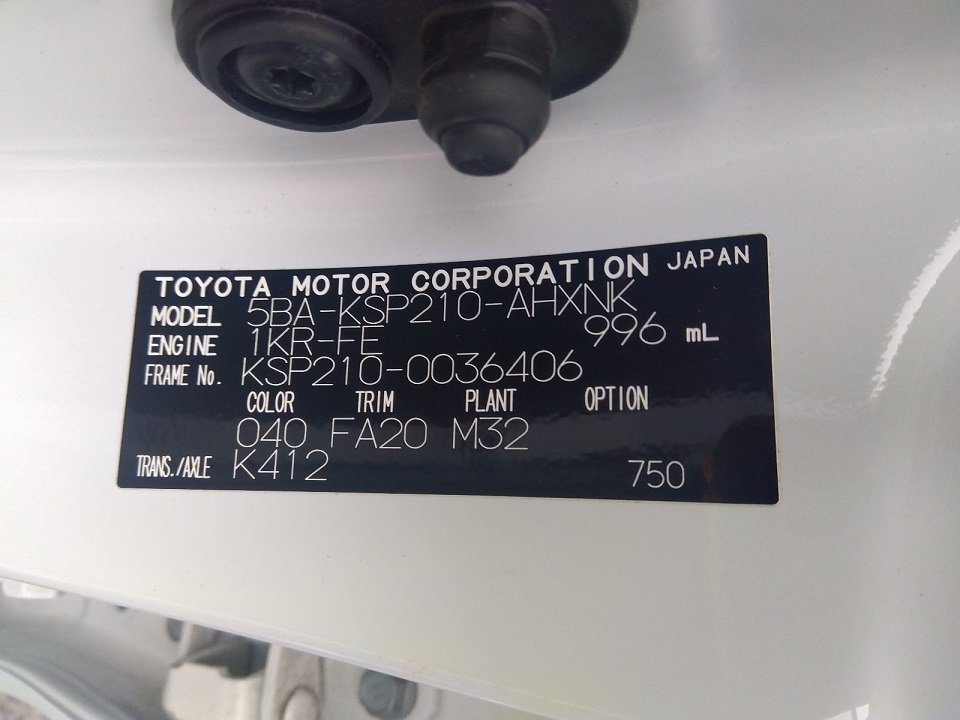 TOYOTA MOTOR CORPORATION JAPAN
MODEL 5BA-KSP210-AHXNK
ENGINE 1KR-FE 996 mL
FRAME No. KSP210-0036406
COLOR TRIM PLANT OPTION
040 FA20 M32
TRANS./AXLE K412 750